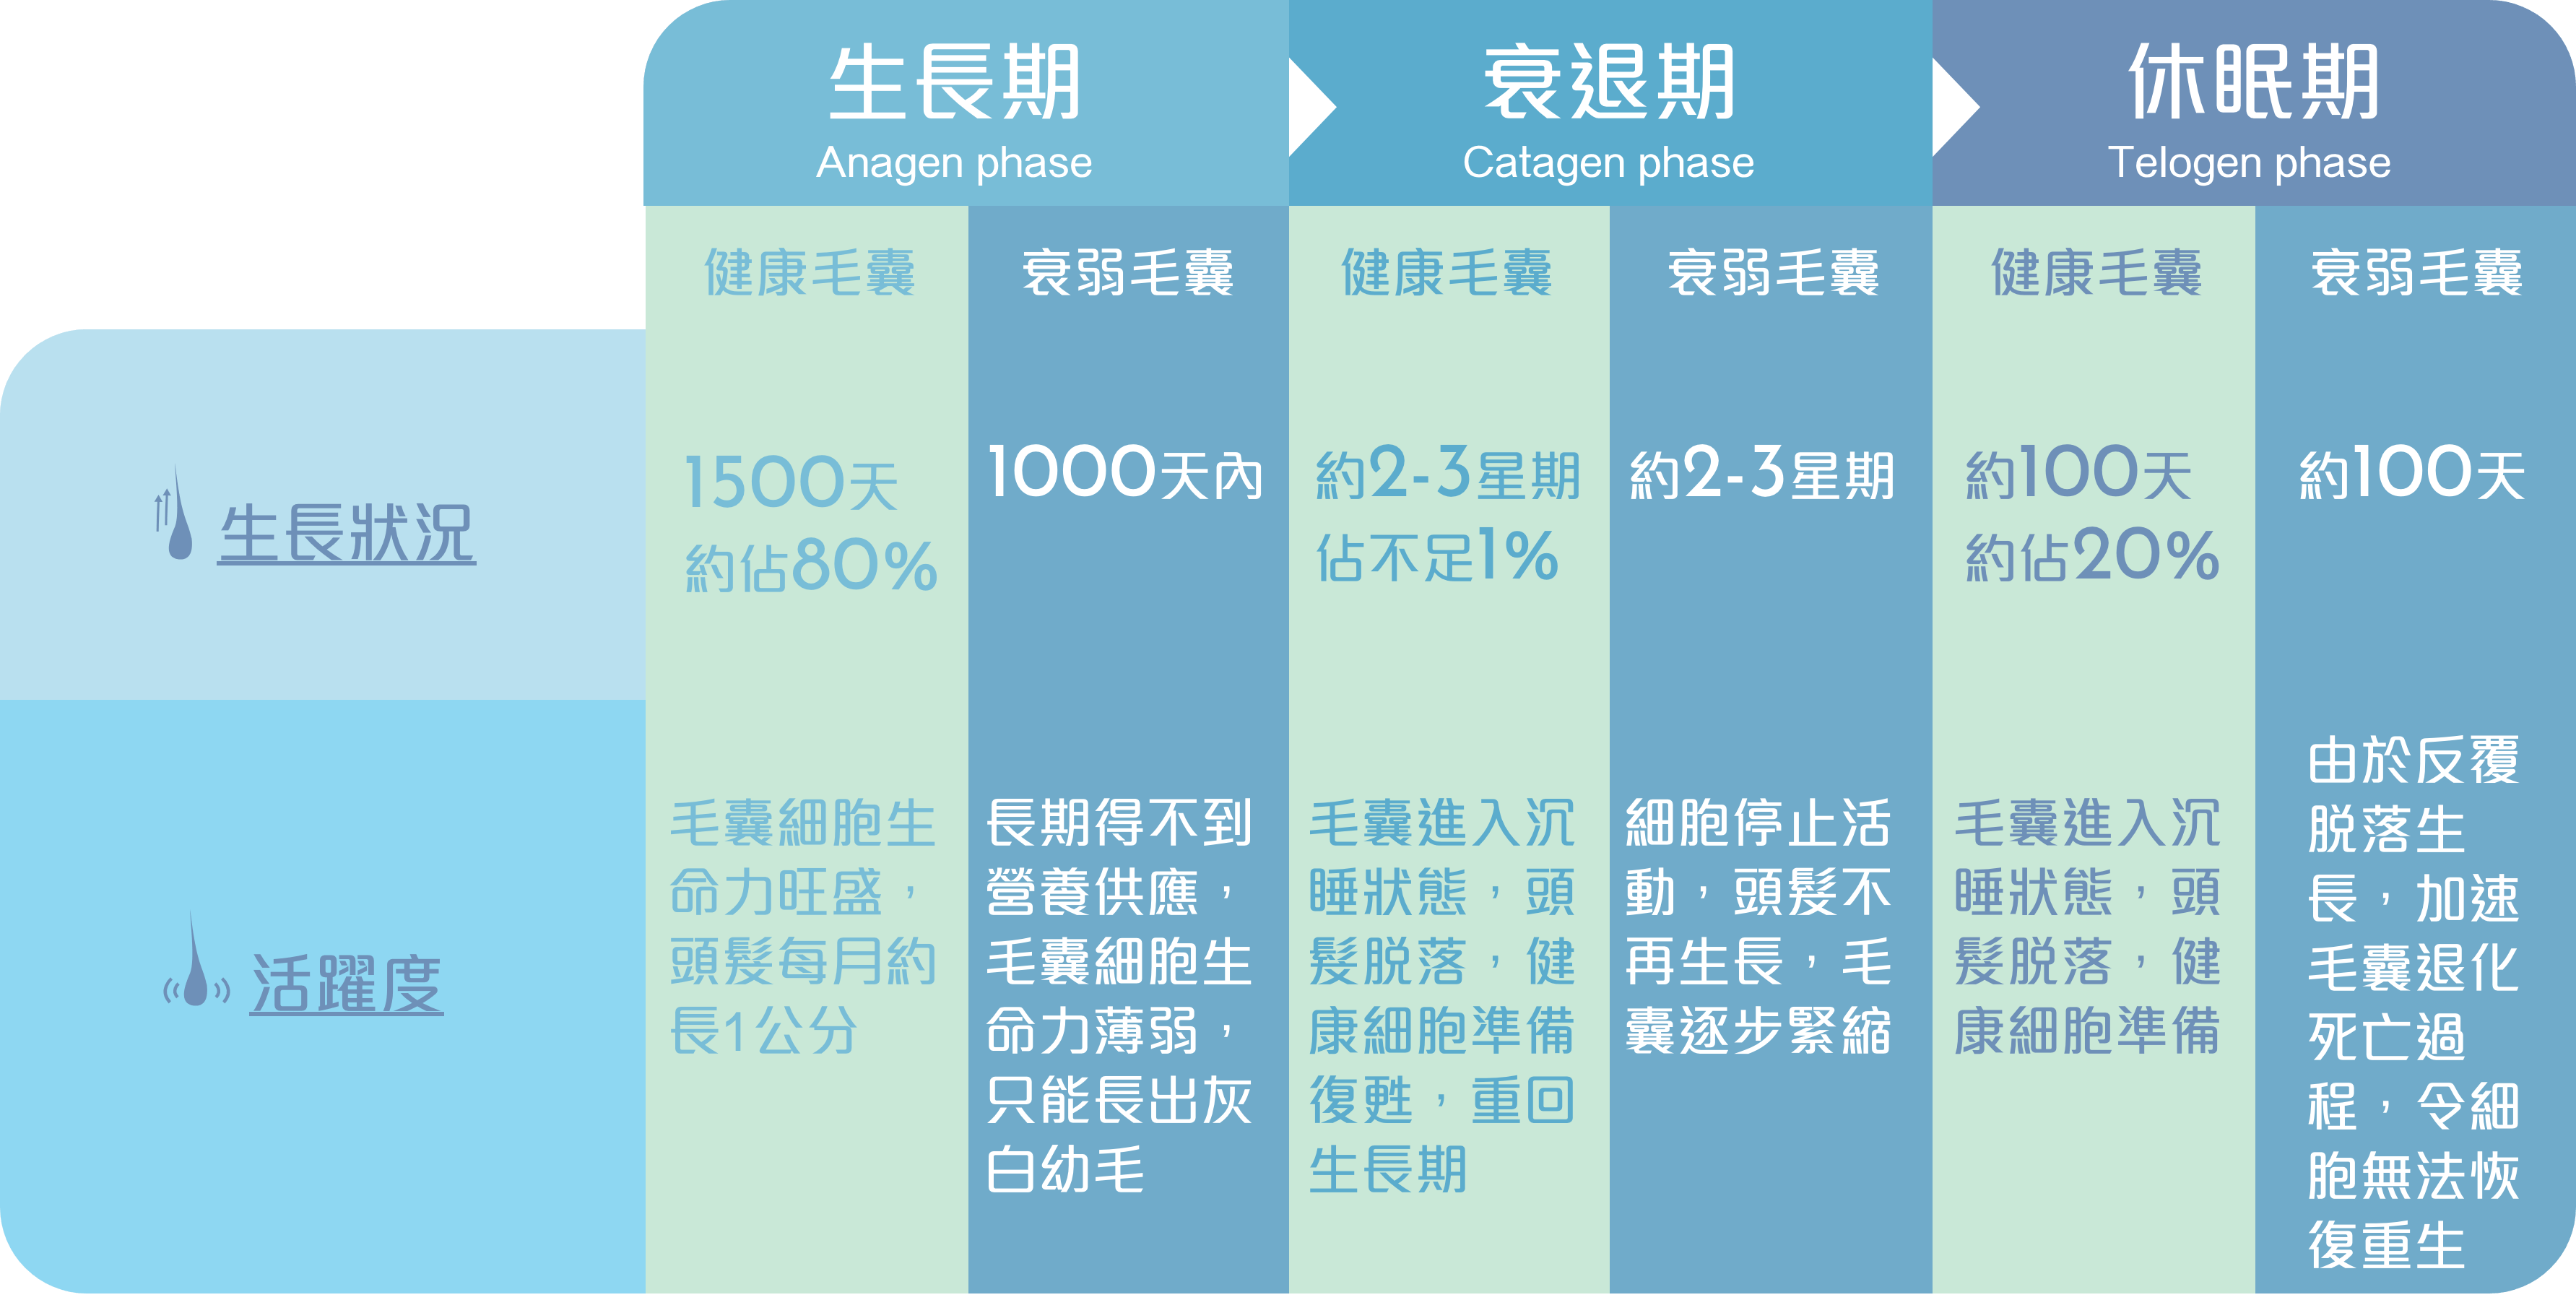 生長期
Anagen phase
衰退期
Catagen phase
休眠期
Telogen phase
健康毛囊
衰弱毛囊
健康毛囊
衰弱毛囊
健康毛囊
衰弱毛囊
生長狀況
1500天
約佔80%
1000天內
約2-3星期
佔不足1%
約2-3星期
約100天
約佔20%
約100天
活躍度
毛囊細胞生
命力旺盛，
頭髮每月約
長1公分
長期得不到
營養供應，
毛囊細胞生
命力薄弱，
只能長出灰
白幼毛
毛囊進入沉
睡狀態，頭
髮脫落，健
康細胞準備
復甦，重回
生長期
細胞停止活
動，頭髮不
再生長，毛
囊逐步緊縮
毛囊進入沉
睡狀態，頭
髮脫落，健
康細胞準備
由於反覆
脱落生
長，加速
毛囊退化
死亡過
程，令細
胞無法恢
復重生